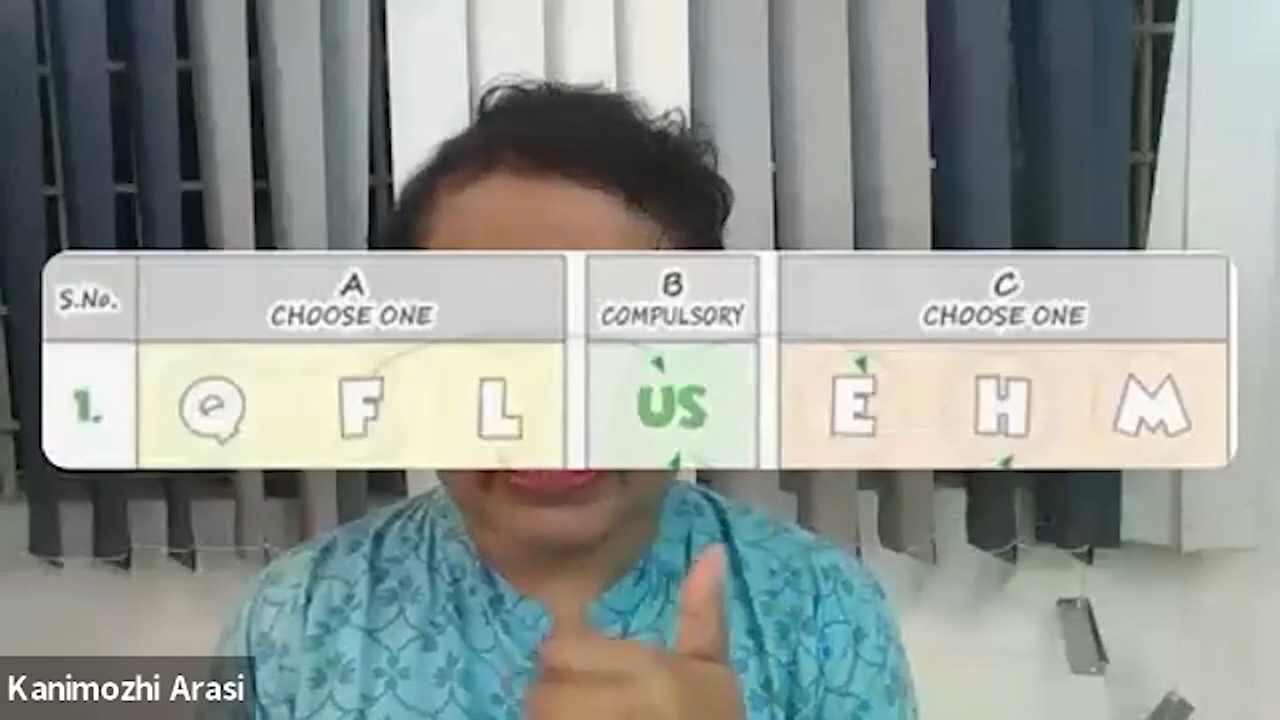 S.No.
A
CHOOSE ONE
B
COMPULSORY
C
CHOOSE ONE
1.
e F L US E H M
Kanimozhi Arasi